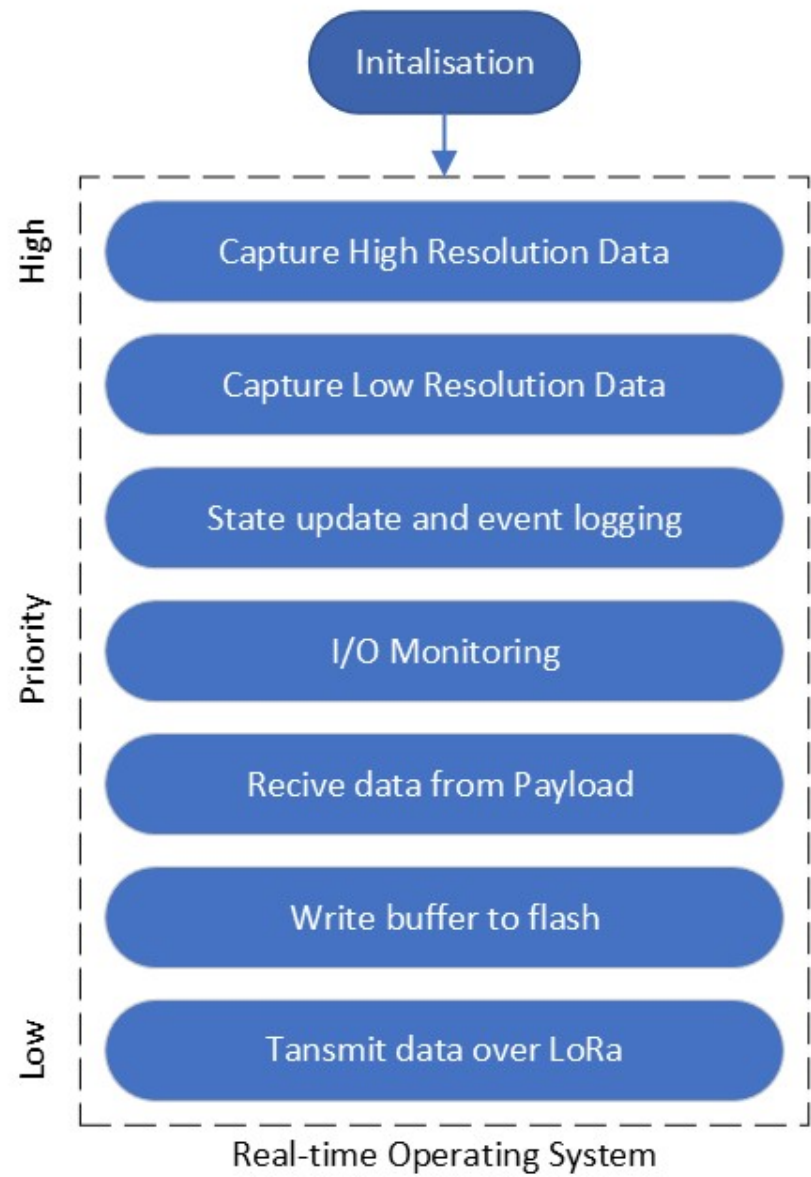 Initalisation
High
Capture High Resolution Data
Capture Low Resolution Data
State update and event logging
Priority
I/O Monitoring
Recive data from Payload
Write buffer to flash
Low
Tansmit data over LoRa
Real-time Operating System